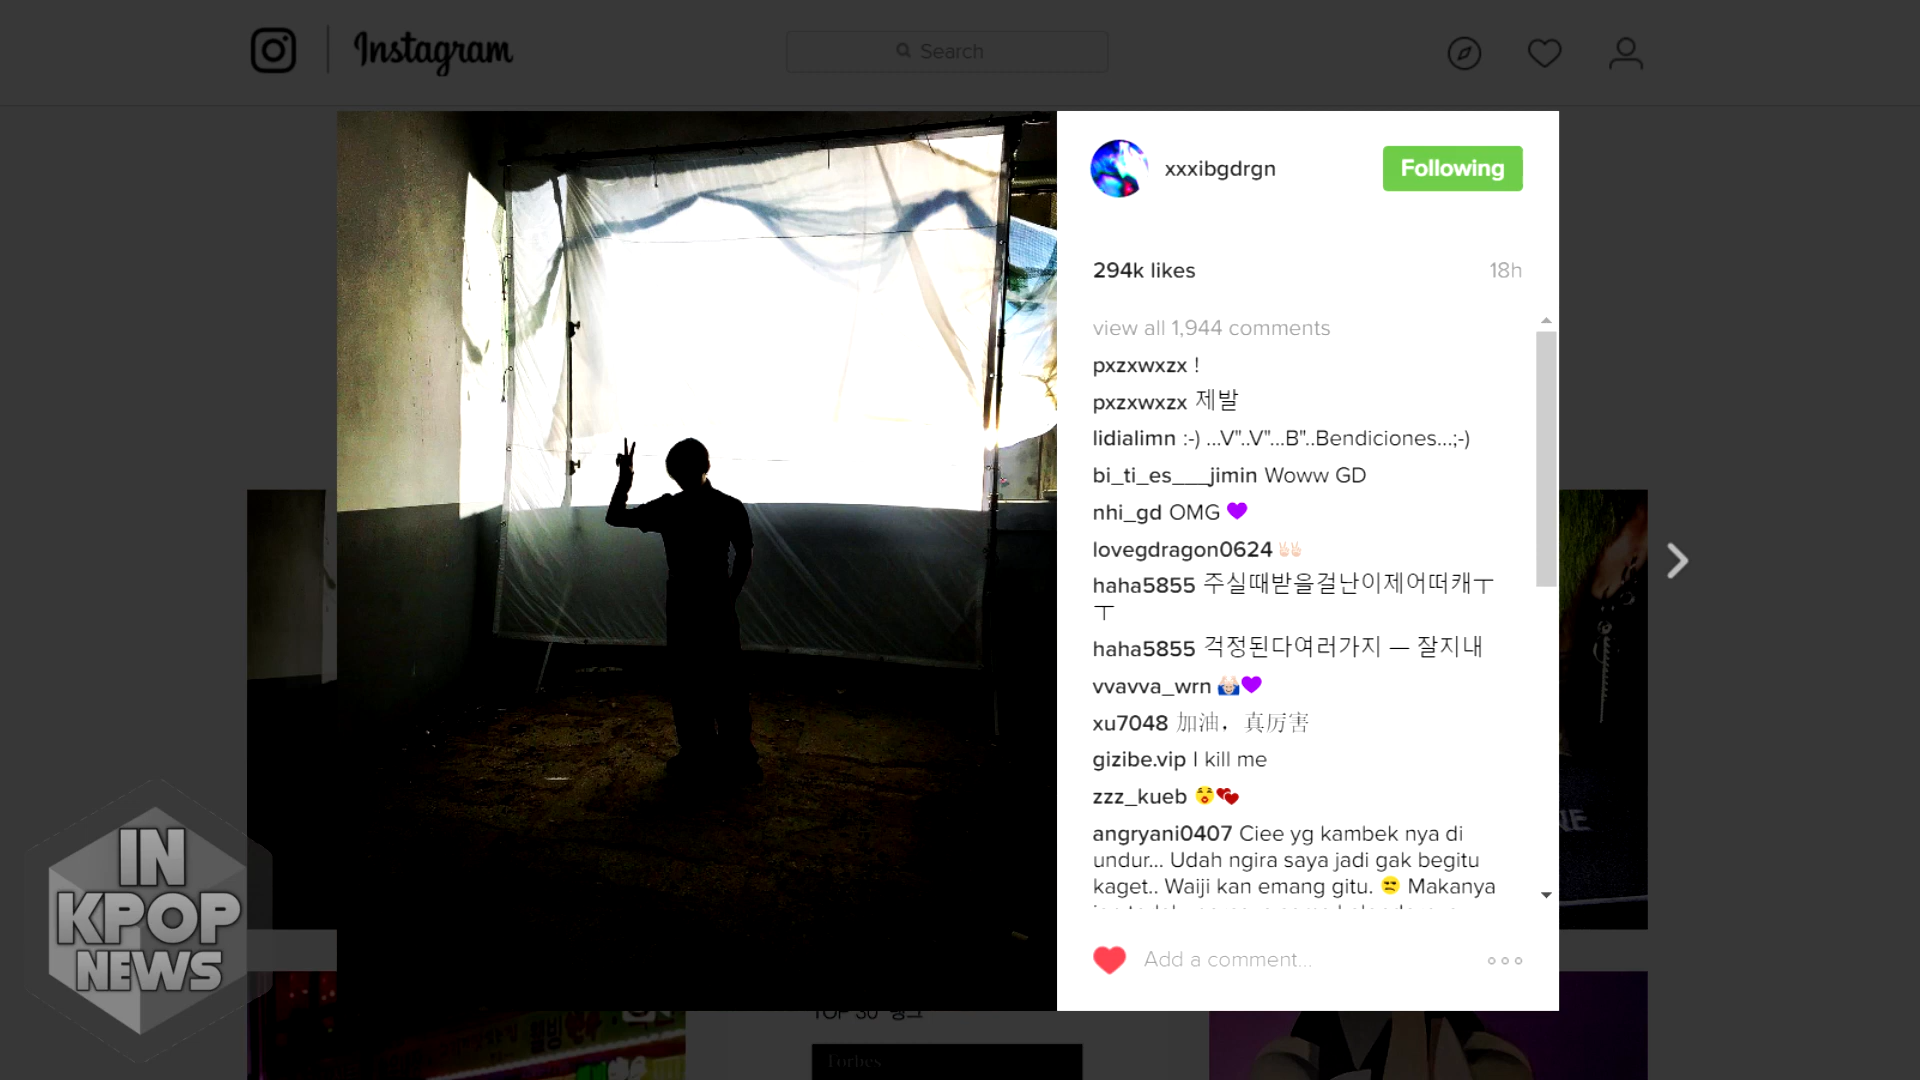 Instagram
Search
xxxibgdrgn
Following
294k likes
18h
view all 1,944 comments
pxzxwxzx !
pxzxwxzx 제발
lidialimn :-) ...V"..V"...B"..Bendiciones...;-)
bi_ti_es___jimin Woww GD
nhi_gd OMG 💜
lovegdragon0624 ✌🏻✌🏻
haha5855 주실때받을걸난이제어떠캐ㅜ
ㅜ
haha5855 걱정된다여러가지 — 잘지내
vvavva_wrn 🙌🏻💜
xu7048 加油，真厉害
gizibe.vip I kill me
zzz_kueb 😲💕
angryani0407 Ciee yg kambek nya di
undur... Udah ngira saya jadi gak begitu
kaget.. Waiji kan emang gitu. 😒 Makanya
Add a comment...
IN
KPOP
NEWS
TOP 30
Forbes